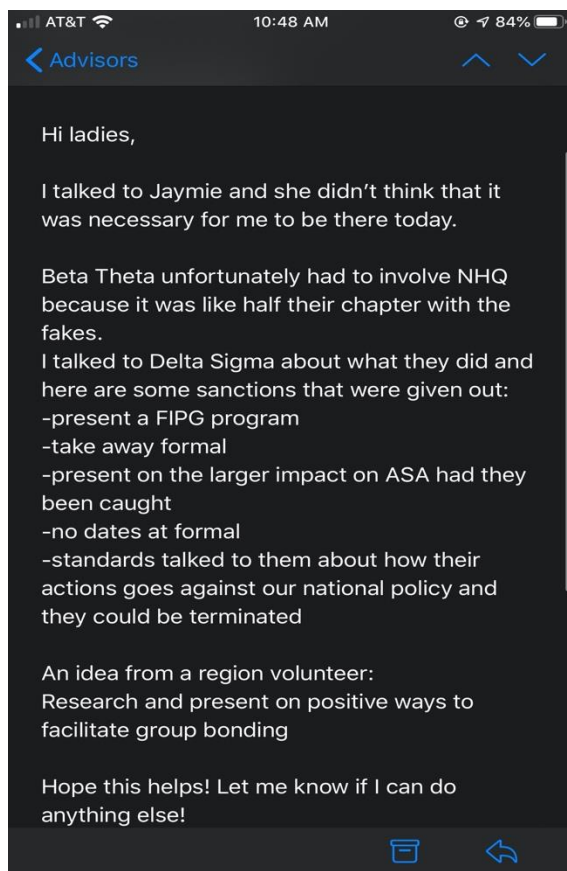 AT&T 10:48 AM 84%
Advisors
Hi ladies,
I talked to Jaymie and she didn’t think that it
was necessary for me to be there today.
Beta Theta unfortunately had to involve NHQ
because it was like half their chapter with the
fakes.
I talked to Delta Sigma about what they did and
here are some sanctions that were given out:
-present a FIPG program
-take away formal
-present on the larger impact on ASA had they
been caught
-no dates at formal
-standards talked to them about how their
actions goes against our national policy and
they could be terminated
An idea from a region volunteer:
Research and present on positive ways to
facilitate group bonding
Hope this helps! Let me know if I can do
anything else!